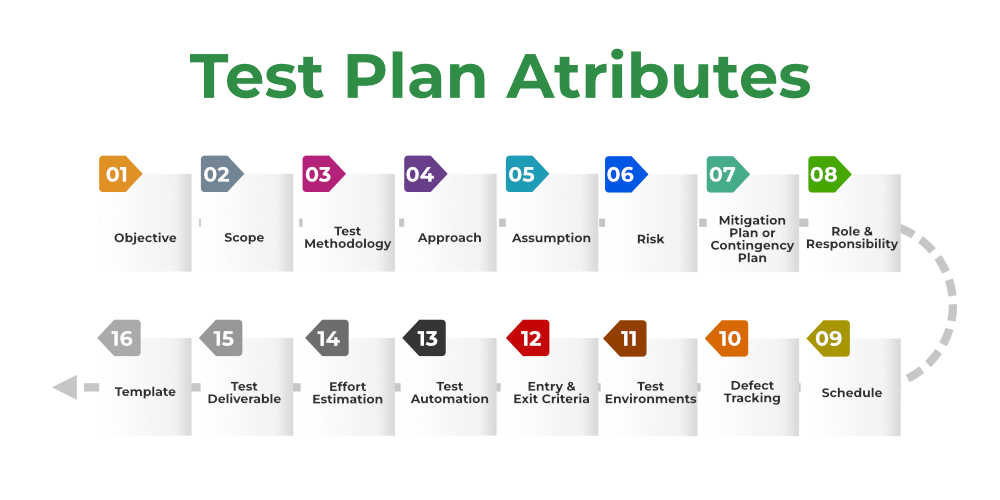 Test Plan Atributes
01
Objective
02
Scope
03
Test
Methodology
04
Approach
05
Assumption
06
Risk
07
Mitigation
Plan or
Contingency
Plan
08
Role &
Responsibility
09
Schedule
10
Defect
Tracking
11
Test
Environments
12
Entry &
Exit Criteria
13
Test
Automation
14
Effort
Estimation
15
Test
Deliverable
16
Template